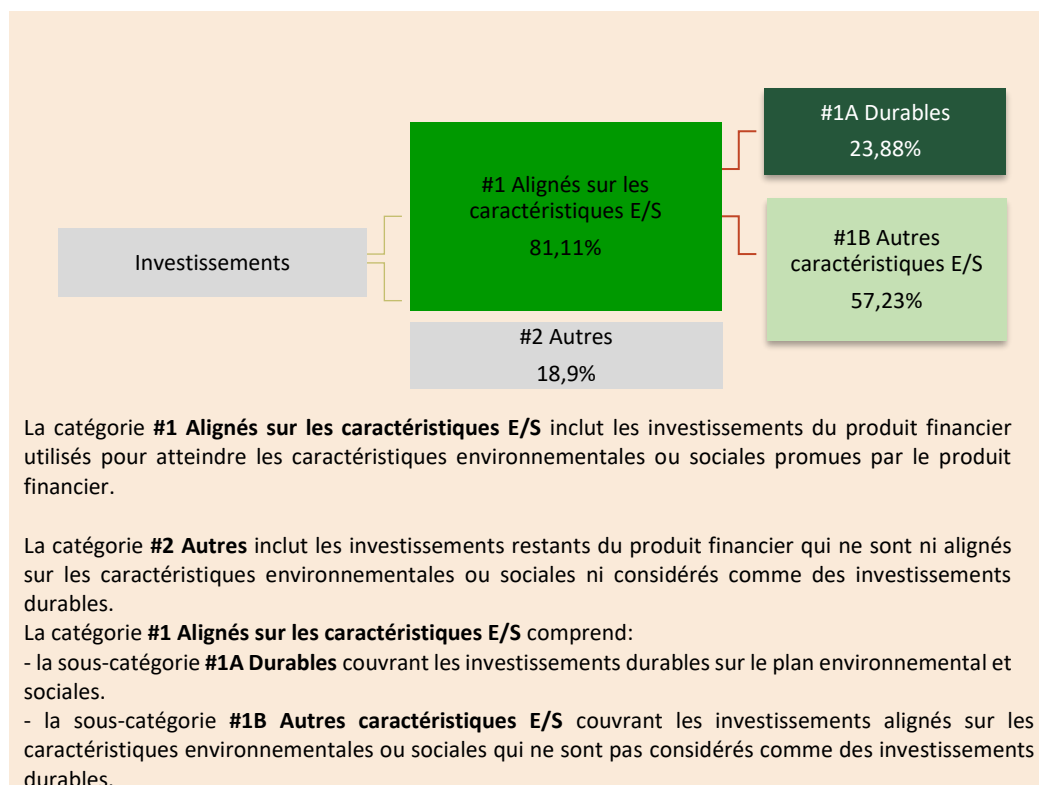 #1A Durables
23,88%
#1 Alignés sur les
caractéristiques E/S
81,11%
#1B Autres
caractéristiques E/S
57,23%
Investissements
#2 Autres
18,9%
La catégorie #1 Alignés sur les caractéristiques E/S inclut les investissements du produit financier
utilisés pour atteindre les caractéristiques environnementales ou sociales promues par le produit
financier.
La catégorie #2 Autres inclut les investissements restants du produit financier qui ne sont ni alignés
sur les caractéristiques environnementales ou sociales ni considérés comme des investissements
durables.
La catégorie #1 Alignés sur les caractéristiques E/S comprend:
- la sous-catégorie #1A Durables couvrant les investissements durables sur le plan environnemental et
sociales.
- la sous-catégorie #1B Autres caractéristiques E/S couvrant les investissements alignés sur les
caractéristiques environnementales ou sociales qui ne sont pas considérés comme des investissements
durables.